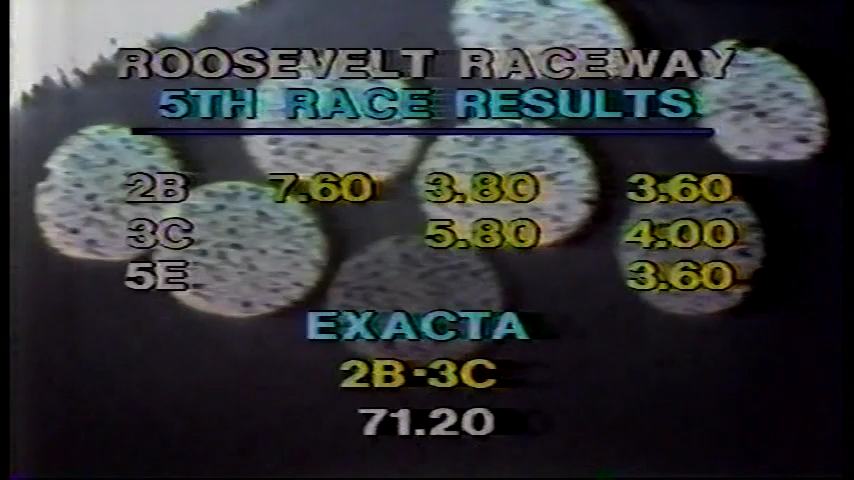 ROOSEVELT RACEWAY
5TH RACE RESULTS
2B 7.60 3.80 3.60
3C 5.80 4.00
5E 3.60
EXACTA
2B-3C
71.20